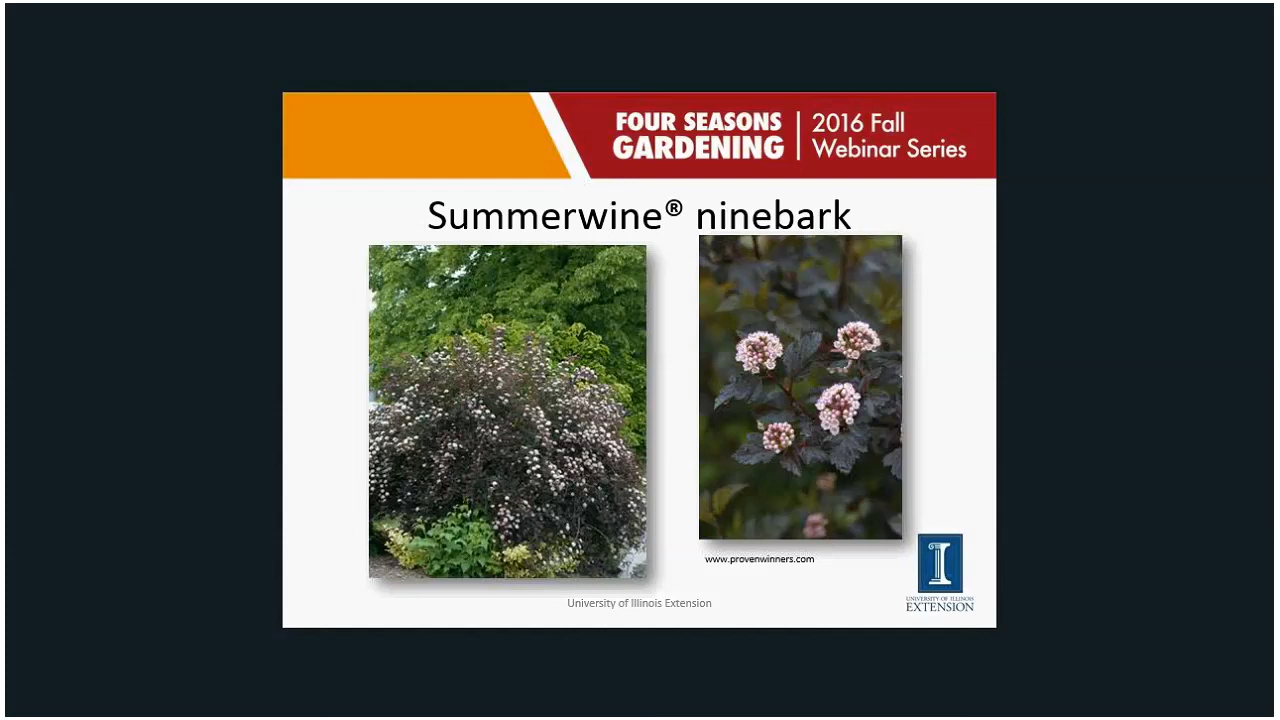 FOUR SEASONS
GARDENING
2016 Fall
Webinar Series
Summerwine® ninebark
www.provenwinners.com
University of Illinois Extension
UNIVERSITY OF ILLINOIS
EXTENSION